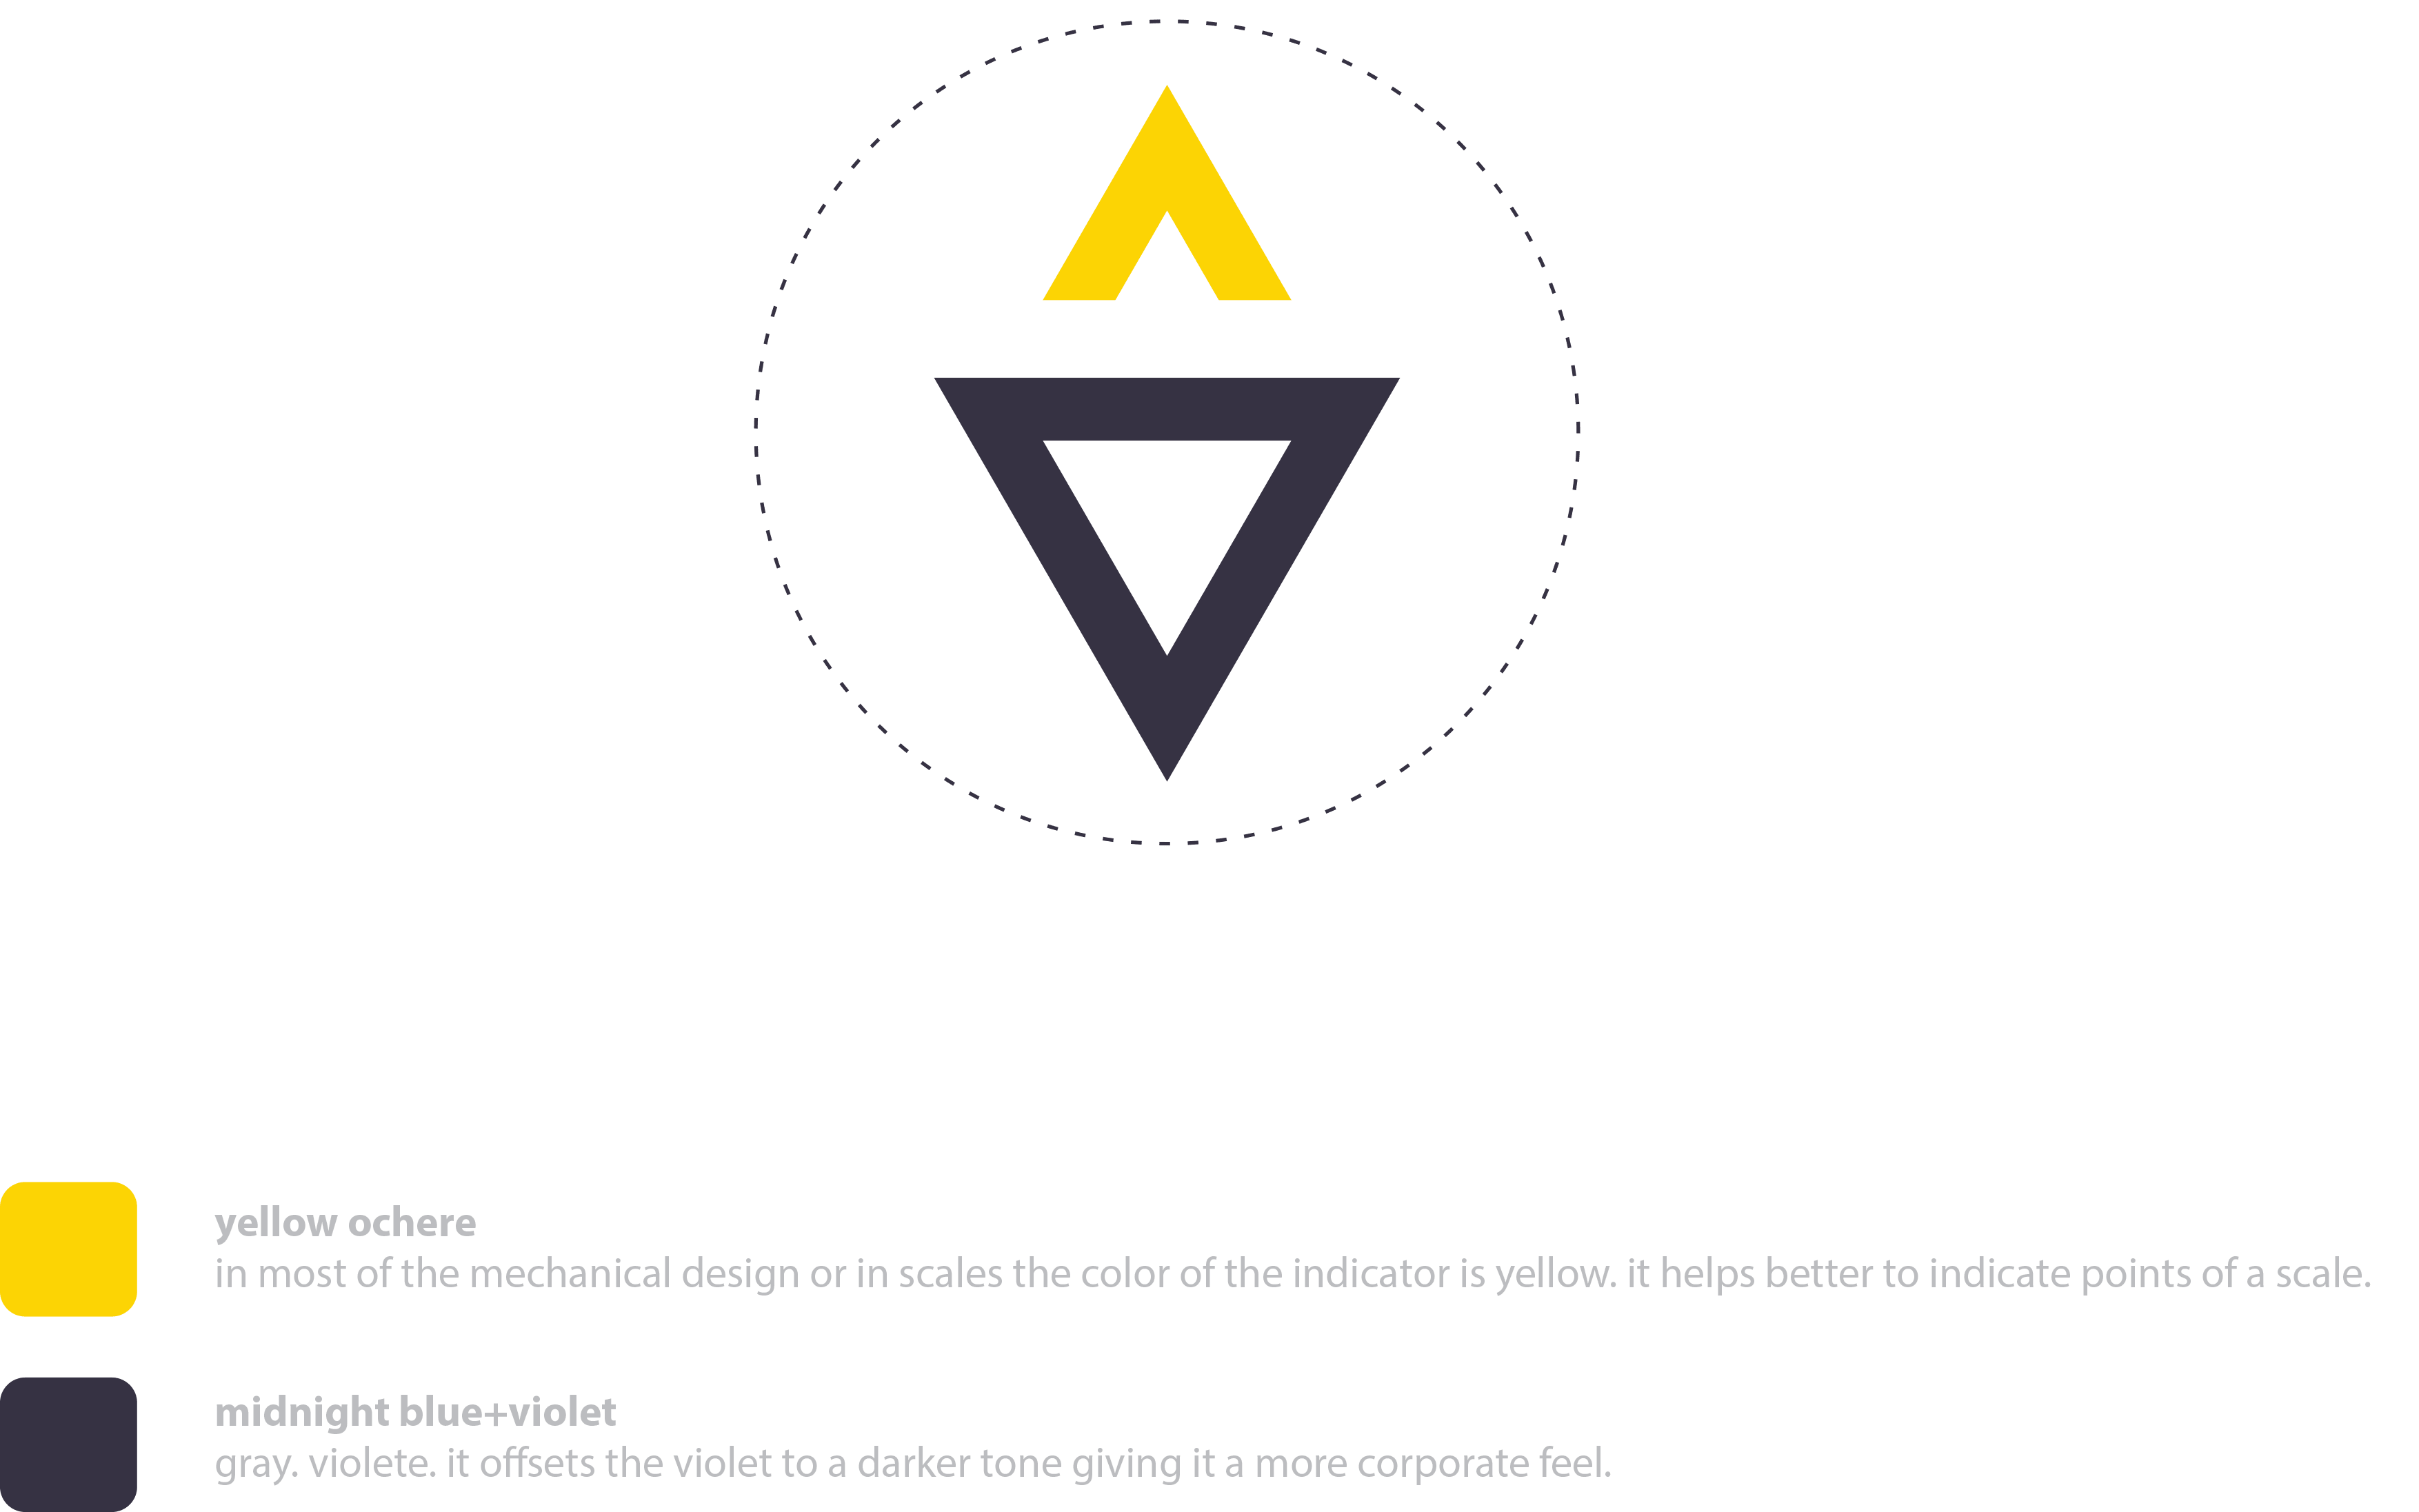 yellow ochere
in most of the mechanical design or in scales the color of the indicator is yellow. it helps better to indicate points of a scale.
midnight blue+violet
gray. violete. it offsets the violet to a darker tone giving it a more corporate feel.